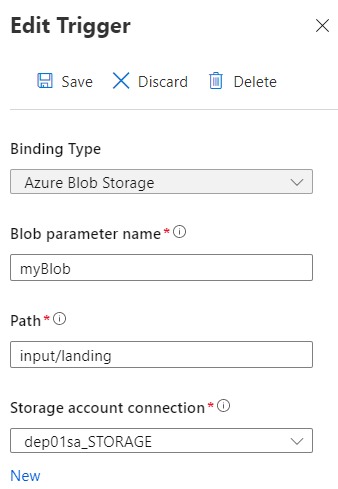 Edit Trigger
Save Discard Delete
Binding Type
Azure Blob Storage
Blob parameter name*
myBlob
Path*
input/landing
Storage account connection*
dep01sa_STORAGE
New